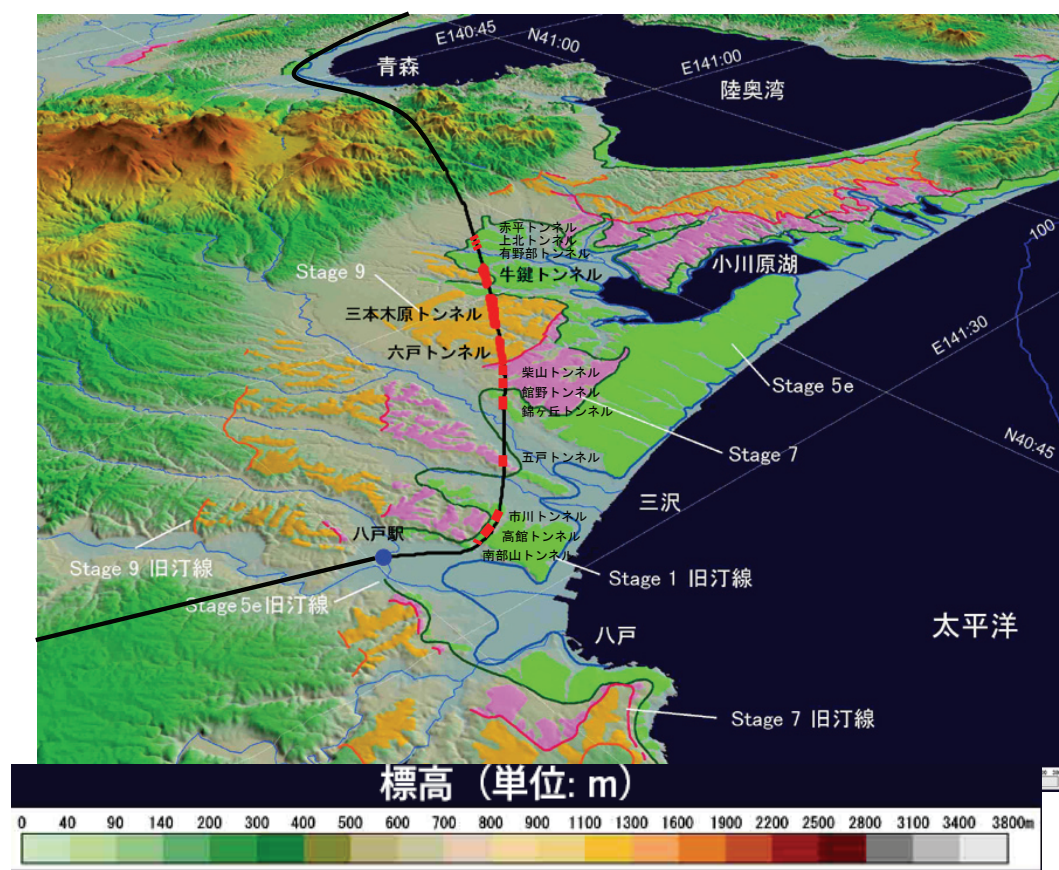 E140:45
N41:00
E141:00
青森
陸奥湾
100
赤平トンネル
上北トンネル
有野部トンネル
牛鍵トンネル
小川原湖
Stage 9
三本木原トンネル
E141:30
六戸トンネル
柴山トンネル
館野トンネル
錦ヶ丘トンネル
Stage 5e
N40:45
Stage 7
五戸トンネル
三沢
市川トンネル
高館トンネル
南部山トンネル
八戸駅
Stage 9 旧汀線
Stage 1 旧汀線
Stage 5e 旧汀線
八戸
太平洋
Stage 7 旧汀線
標高（単位: m）
0 40 90 140 200 300 400 500 600 700 800 900 1100 1300 1600 1900 2200 2500 2800 3100 3400 3800m